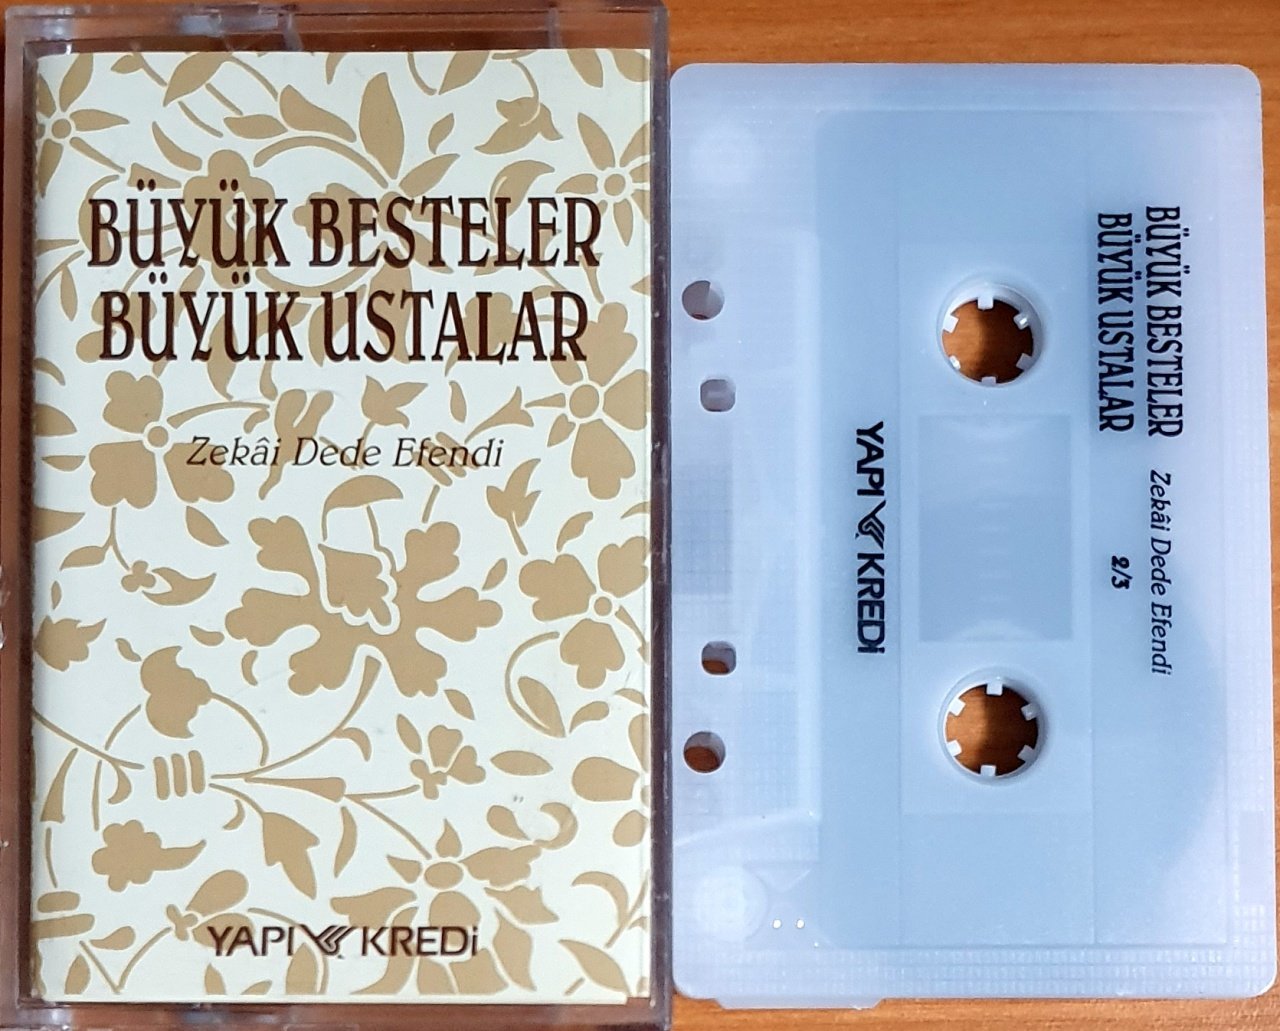 BÜYÜK BESTELER
BÜYÜK USTALAR
Zekâi Dede Efendi
YAPI KREDİ
BÜYÜK BESTELER
BÜYÜK USTALAR
Zekâi Dede Efendi
2/3
YAPI KREDİ